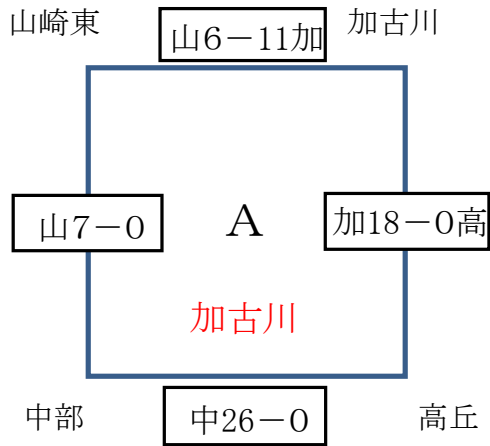 山崎東
加古川
山6－11加
山7－0
A
加18－0高
加古川
中部
中26－0
高丘